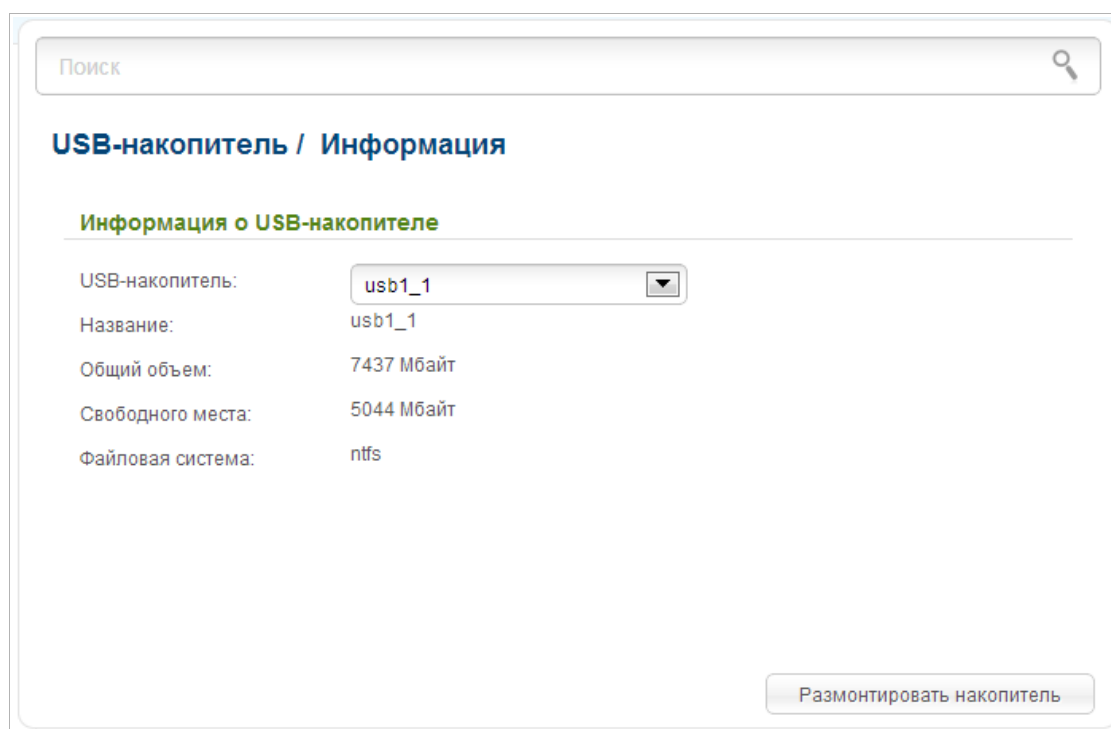 Поиск
USB-накопитель / Информация
Информация о USB-накопителе
USB-накопитель: usb1_1
Название: usb1_1
Общий объем: 7437 Мбайт
Свободного места: 5044 Мбайт
Файловая система: ntfs
Размонтировать накопитель